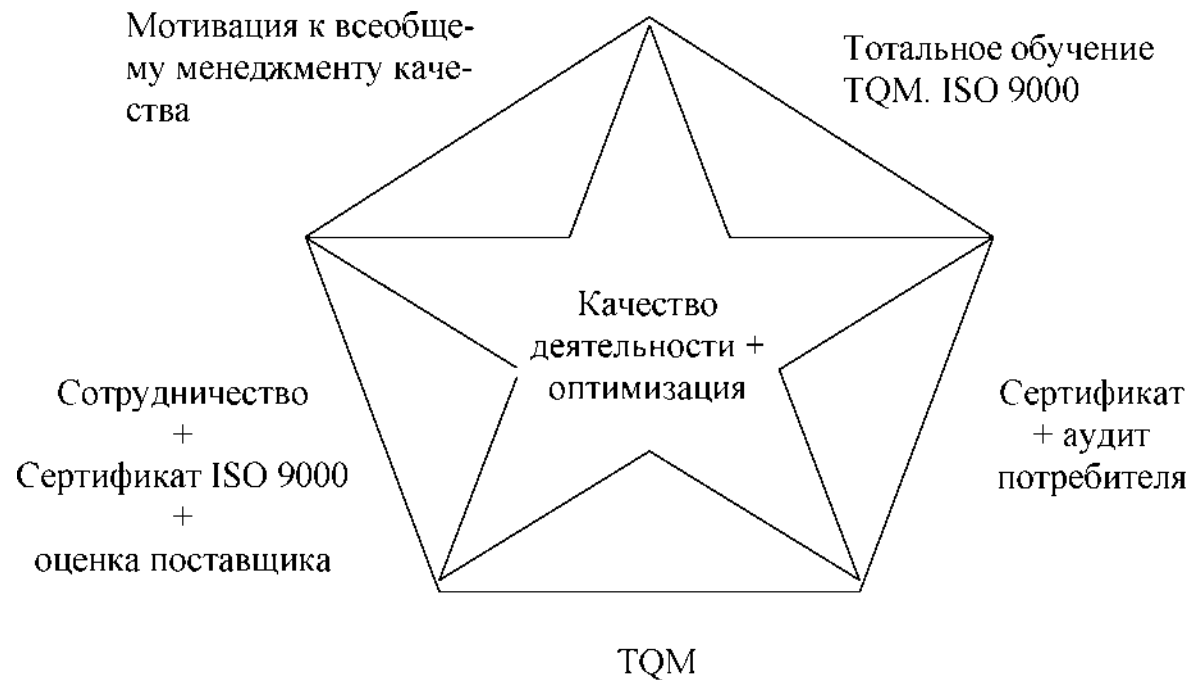 Мотивация к всеобще-
му менеджменту каче-
ства
Тотальное обучение
TQM. ISO 9000
Качество
деятельности +
оптимизация
Сотрудничество
+
Сертификат ISO 9000
+
оценка поставщика
Сертификат
+ аудит
потребителя
TQM